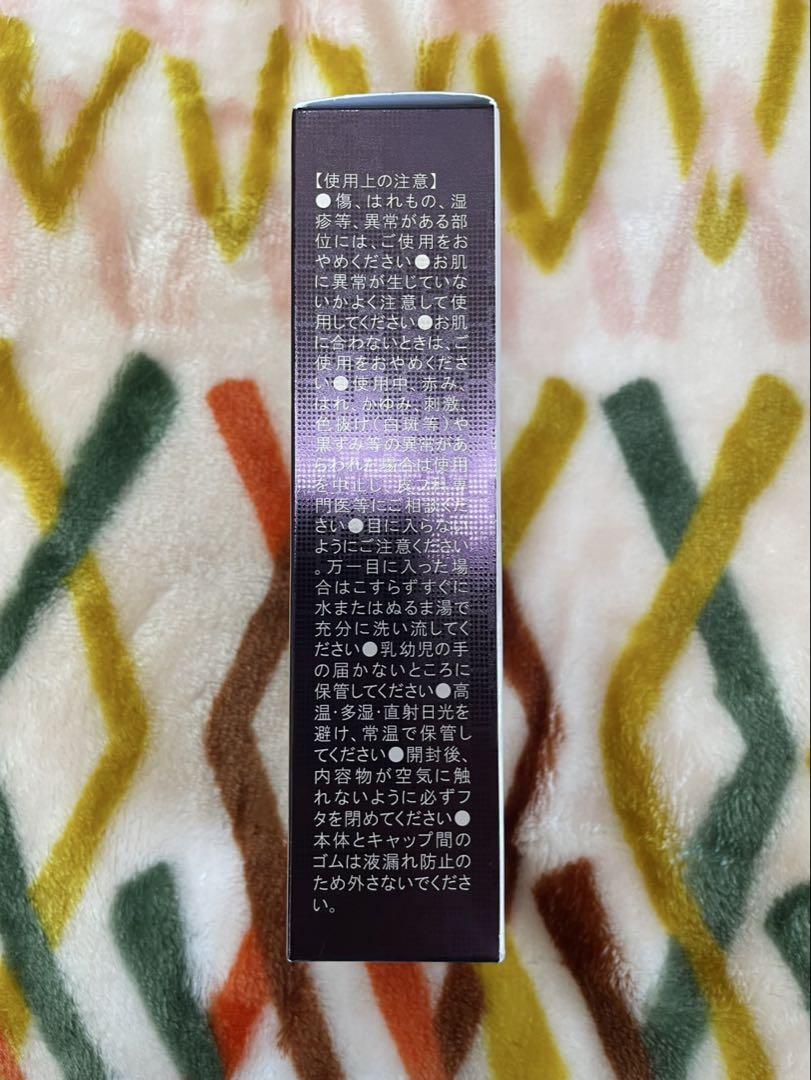 【使用上の注意】
●傷、はれもの、湿
疹等、異常がある部
位には、ご使用をお
やめください●お肌
に異常が生じていな
いかよく注意して使
用してください●お肌
に合わないときは、ご
使用をおやめくださ
い●使用中、赤み、
はれ、かゆみ、刺激、
色抜け(白斑等)や
黒ずみ等の異常があ
らわれた場合は使用
を中止し、皮フ科専
門医等にご相談くだ
さい●目に入らない
ようにご注意ください
。万一目に入った場
合はこすらずすぐに
水またはぬるま湯で
充分に洗い流してく
ださい●乳幼児の手
の届かないところに
保管してください●高
温・多湿・直射日光を
避け、常温で保管し
てください●開封後、
内容物が空気に触
れないように必ずフ
タを閉めてください●
本体とキャップ間の
ゴムは液漏れ防止の
ため外さないでくださ
い。